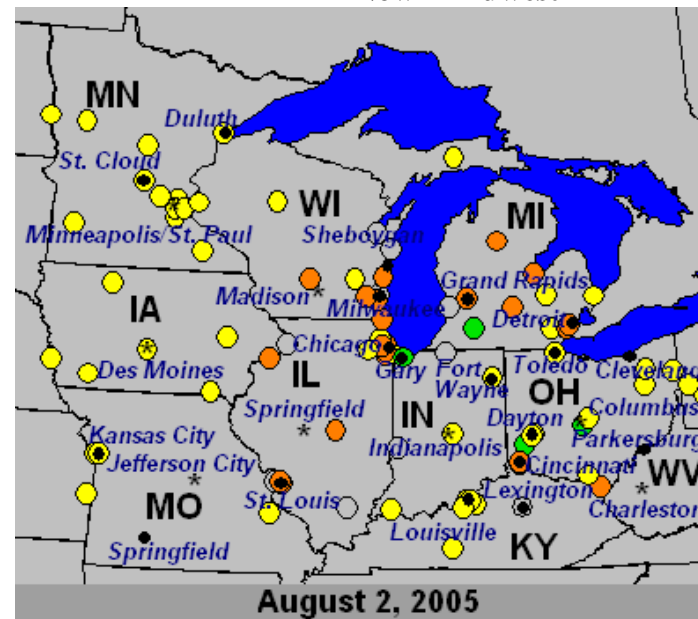 MN
Duluth
St. Cloud
WI
MI
Sheboygan
Minneapolis/St. Paul
Grand Rapids
Madison
Milwaukee
IA
Detroit
Chicago
Des Moines
IL
Gary
Fort
Wayne
Toledo
Cleveland
OH
Springfield
IN
Dayton
Columbus
Kansas City
Indianapolis
Parkersburg
Jefferson City
Cincinnati
WV
MO
St. Louis
Lexington
Charleston
Louisville
KY
Springfield
August 2, 2005